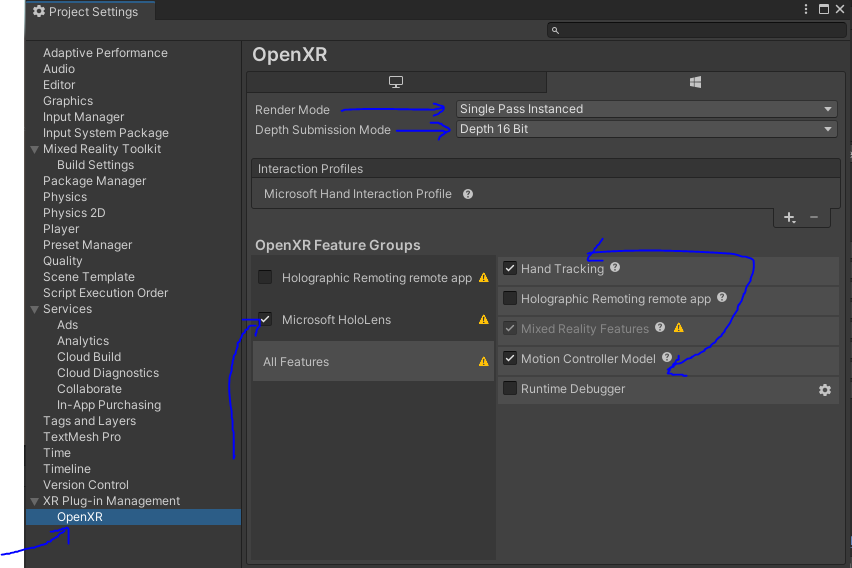 Project Settings
Adaptive Performance
Audio
Editor
Graphics
Input Manager
Input System Package
Mixed Reality Toolkit
Build Settings
Package Manager
Physics
Physics 2D
Player
Preset Manager
Quality
Scene Template
Script Execution Order
Services
Ads
Analytics
Cloud Build
Cloud Diagnostics
Collaborate
In-App Purchasing
Tags and Layers
TextMesh Pro
Time
Timeline
Version Control
XR Plug-in Management
OpenXR
OpenXR
Render Mode Single Pass Instanced
Depth Submission Mode Depth 16 Bit
Interaction Profiles
Microsoft Hand Interaction Profile
OpenXR Feature Groups
Holographic Remoting remote app
Microsoft HoloLens
All Features
Hand Tracking
Holographic Remoting remote app
Mixed Reality Features
Motion Controller Model
Runtime Debugger